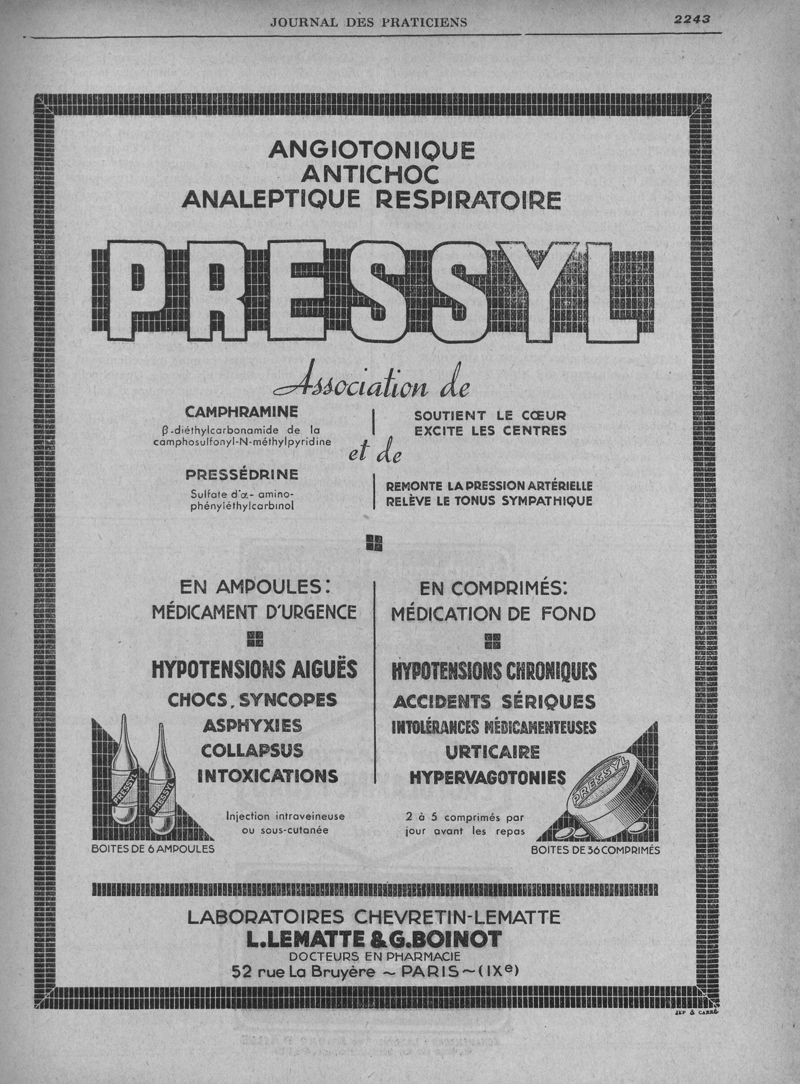 JOURNAL DES PRATICIENS
2243
ANGIOTONIQUE
ANTICHOC
ANALEPTIQUE RESPIRATOIRE
PRESSYL
Association de
CAMPHRAMINE
β-diéthylcarbonamide de la
camphosulfonyl-N-méthylpyridine
SOUTIENT LE CŒUR
EXCITE LES CENTRES
et de
PRESSÉDRINE
Sulfate d'α- amino-
phényléthylcarbinol
REMONTE LA PRESSION ARTÉRIELLE
RELÈVE LE TONUS SYMPATHIQUE
EN AMPOULES:
MÉDICAMENT D'URGENCE
HYPOTENSIONS AIGUËS
CHOCS, SYNCOPES
ASPHYXIES
COLLAPSUS
INTOXICATIONS
Injection intraveineuse
ou sous-cutanée
PRESSYL
PRESSYL
BOITES DE 6 AMPOULES
EN COMPRIMÉS:
MÉDICATION DE FOND
HYPOTENSIONS CHRONIQUES
ACCIDENTS SÉRIQUES
INTOLÉRANCES MÉDICAMENTEUSES
URTICAIRE
HYPERVAGOTONIES
2 à 5 comprimés par
jour avant les repas
PRESSYL
BOITES DE 36 COMPRIMÉS
LABORATOIRES CHEVRETIN-LEMATTE
L.LEMATTE & G.BOINOT
DOCTEURS EN PHARMACIE
52 rue La Bruyère ~ PARIS ~ (IXe)
JEP & CARRÉ